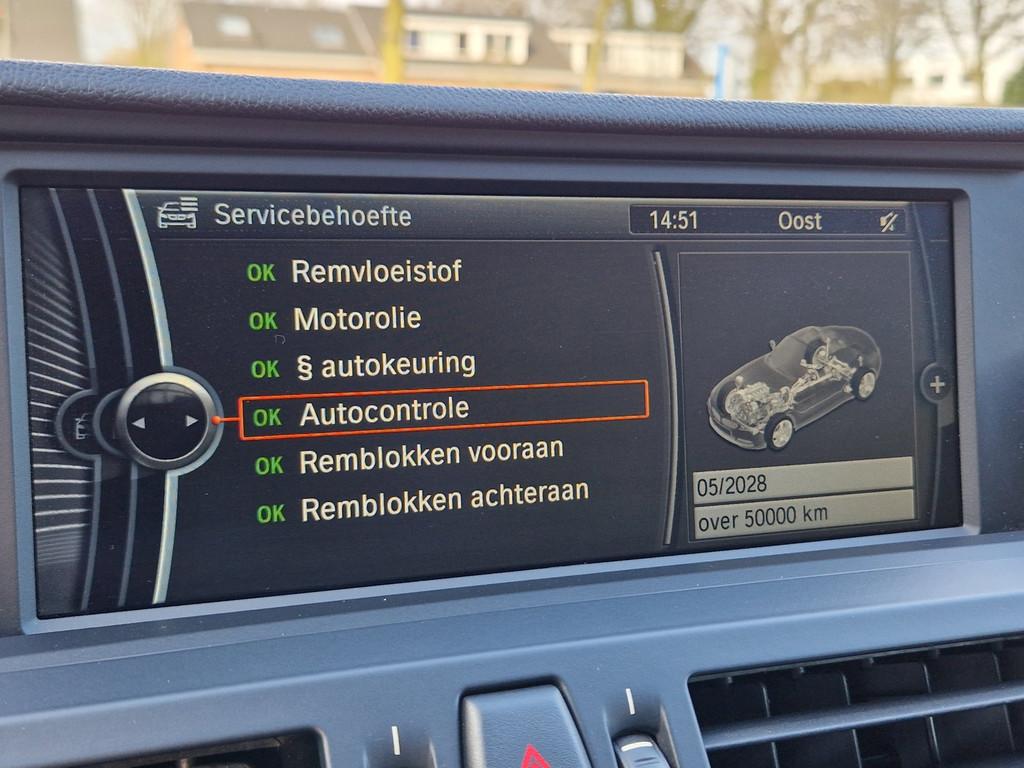 Servicebehoefte
14:51
Oost
OK Remvloeistof
OK Motorolie
OK § autokeuring
OK Autocontrole
OK Remblokken vooraan
OK Remblokken achteraan
05/2028
over 50000 km